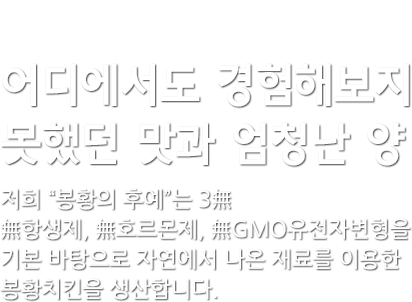 어디에서도 경험해보지
못했던 맛과 엄청난 양
저희 “봉황의 후예”는 3無
無항생제, 無호르몬제, 無GMO유전자변형을
기본 바탕으로 자연에서 나온 재료를 이용한
봉황치킨을 생산합니다.